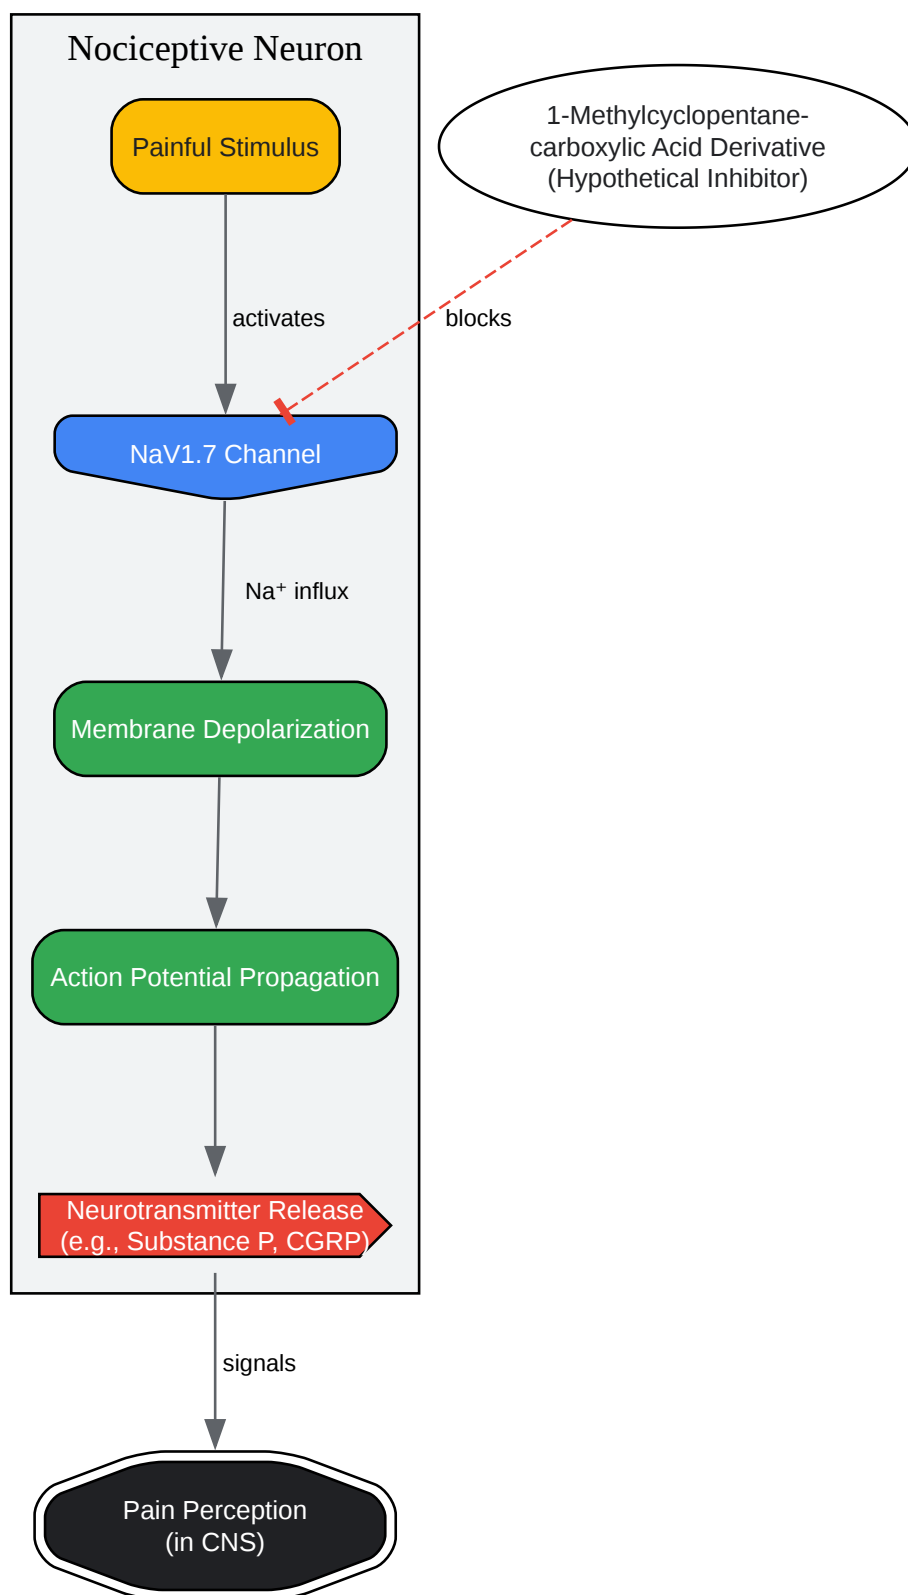 Nociceptive Neuron
Painful Stimulus
1-Methylcyclopentane-
carboxylic Acid Derivative
(Hypothetical Inhibitor)
activates
blocks
NaV1.7 Channel
Na⁺ influx
Membrane Depolarization
Action Potential Propagation
Neurotransmitter Release
(e.g., Substance P, CGRP)
signals
Pain Perception
(in CNS)